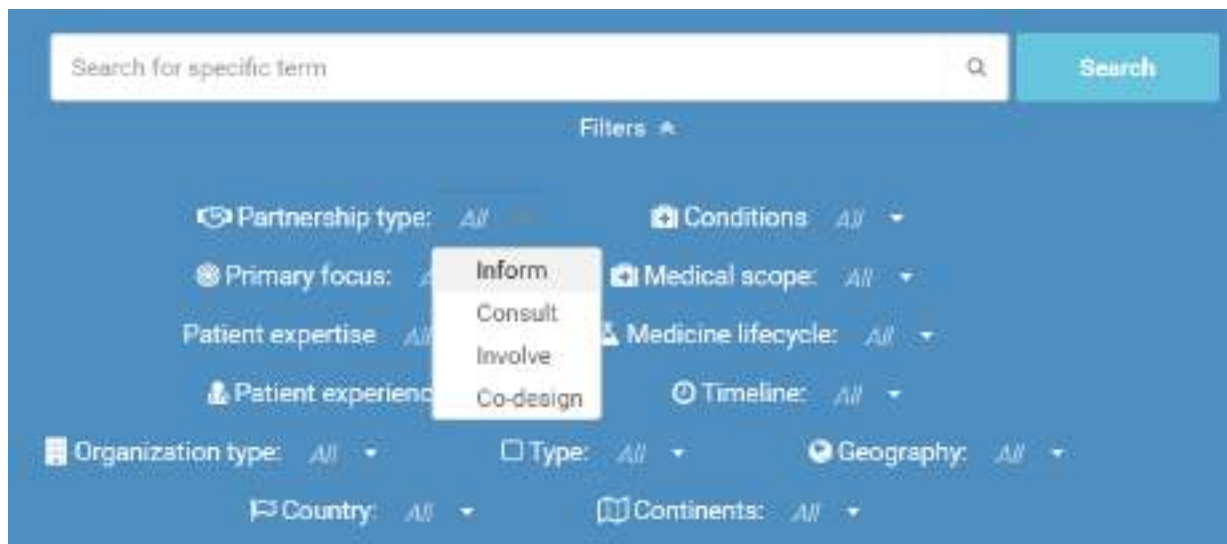 Search for specific term
Search
Filters
Partnership type: All
Conditions All
Inform
Primary focus:
Medical scope: All
Consult
Patient expertise All
Medicine lifecycle: All
Involve
Co-design
Timeline: All
Organization type: All
Type: All
Geography: All
Country: All
Continents: All